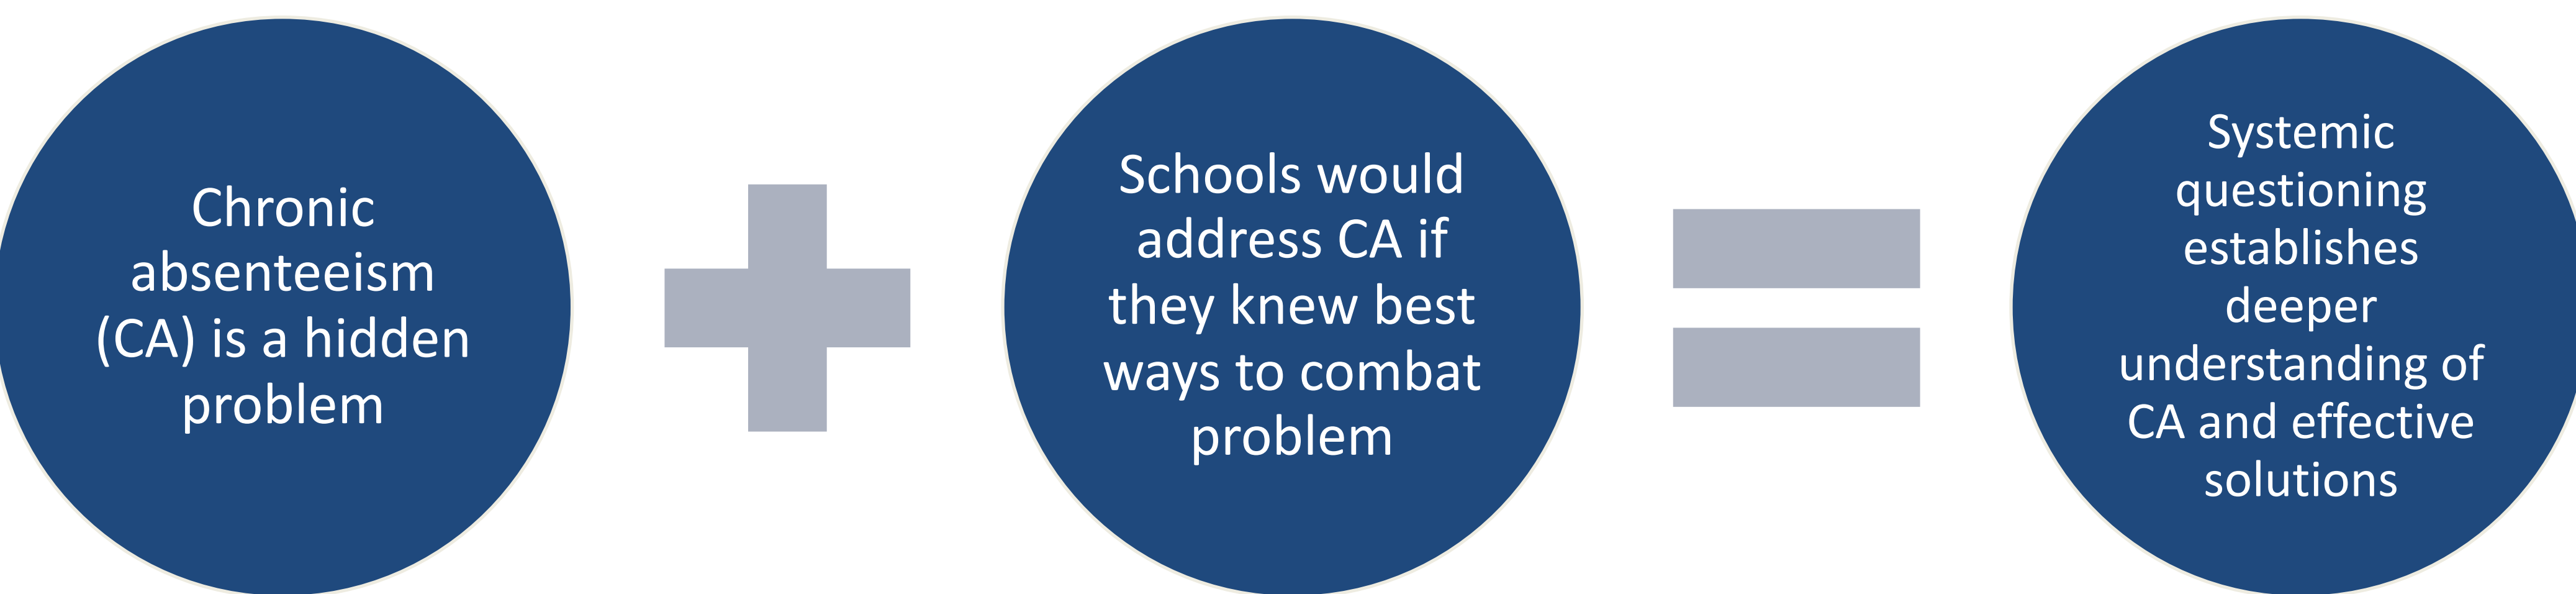 Chronic
absenteeism
(CA) is a hidden
problem
Schools would
address CA if
they knew best
ways to combat
problem
Systemic
questioning
establishes
deeper
understanding of
CA and effective
solutions